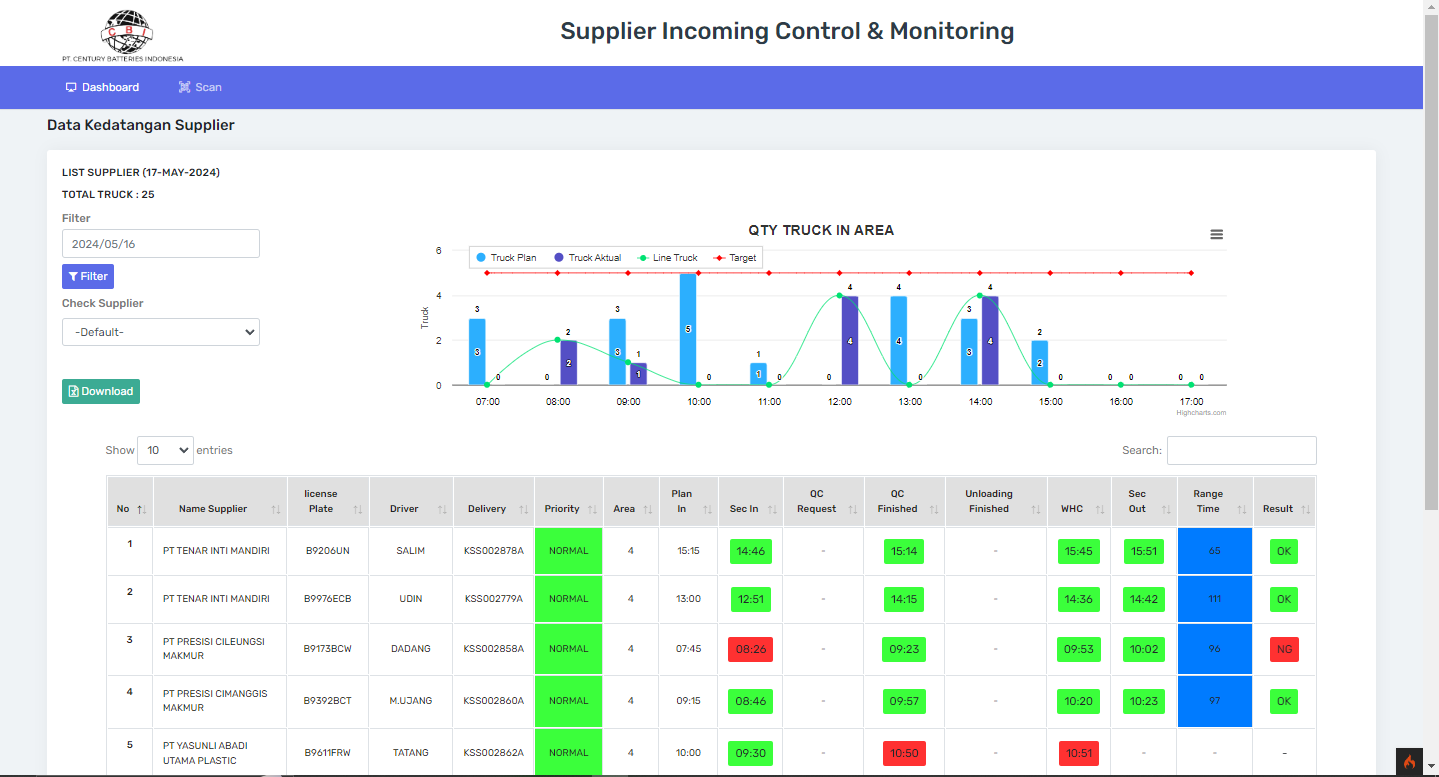 CBI
PT. CENTURY BATTERIES INDONESIA
Supplier Incoming Control & Monitoring
Dashboard
Scan
Data Kedatangan Supplier
LIST SUPPLIER (17-MAY-2024)
TOTAL TRUCK : 25
Filter
2024/05/16
Filter
Check Supplier
-Default-
Download
QTY TRUCK IN AREA
Truck Plan Truck Aktual Line Truck Target
Truck
6
4
2
0
3 0 0 2 3 1 0 1 0 0 4 4 0 3 4 2 0 0 0 0 0
3 2 3 1 5 1 4 4 3 4 2
07:00 08:00 09:00 10:00 11:00 12:00 13:00 14:00 15:00 16:00 17:00
Highcharts.com
Show 10 entries
Search:
No Name Supplier license Plate Driver Delivery Priority Area Plan In Sec In QC Request QC Finished Unloading Finished WHC Sec Out Range Time Result
1 PT TENAR INTI MANDIRI B9206UN SALIM KSS002878A NORMAL 4 15:15 14:46 - 15:14 - 15:45 15:51 65 OK
2 PT TENAR INTI MANDIRI B9976ECB UDIN KSS002779A NORMAL 4 13:00 12:51 - 14:15 - 14:36 14:42 111 OK
3 PT PRESISI CILEUNGSI MAKMUR B9173BCW DADANG KSS002858A NORMAL 4 07:45 08:26 - 09:23 - 09:53 10:02 96 NG
4 PT PRESISI CIMANGGIS MAKMUR B9392BCT M.UJANG KSS002860A NORMAL 4 09:15 08:46 - 09:57 - 10:20 10:23 97 OK
5 PT YASUNLI ABADI UTAMA PLASTIC B9611FRW TATANG KSS002862A NORMAL 4 10:00 09:30 - 10:50 - 10:51 - - -